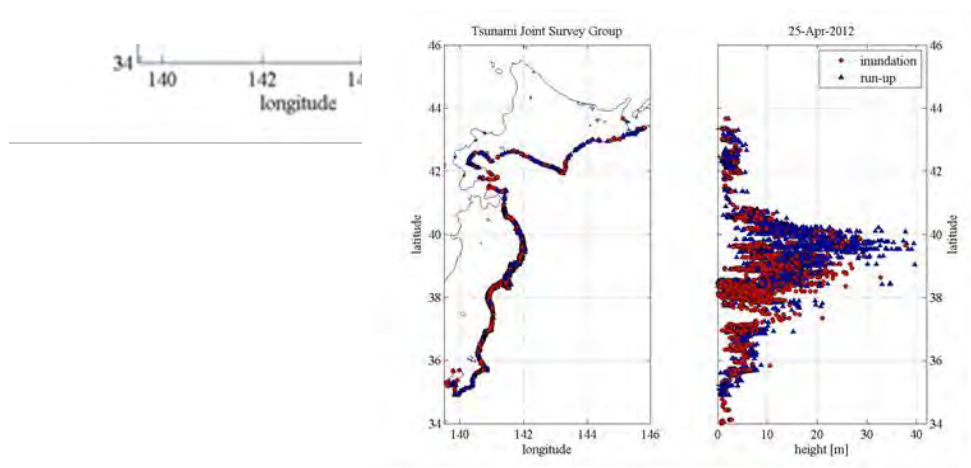 34
140 142 14
longitude
Tsunami Joint Survey Group
46
44
42
40
38
36
34
latitude
140 142 144 146
longitude
25-Apr-2012
inundation
run-up
46
44
42
40
38
36
34
latitude
0 10 20 30 40
height [m]